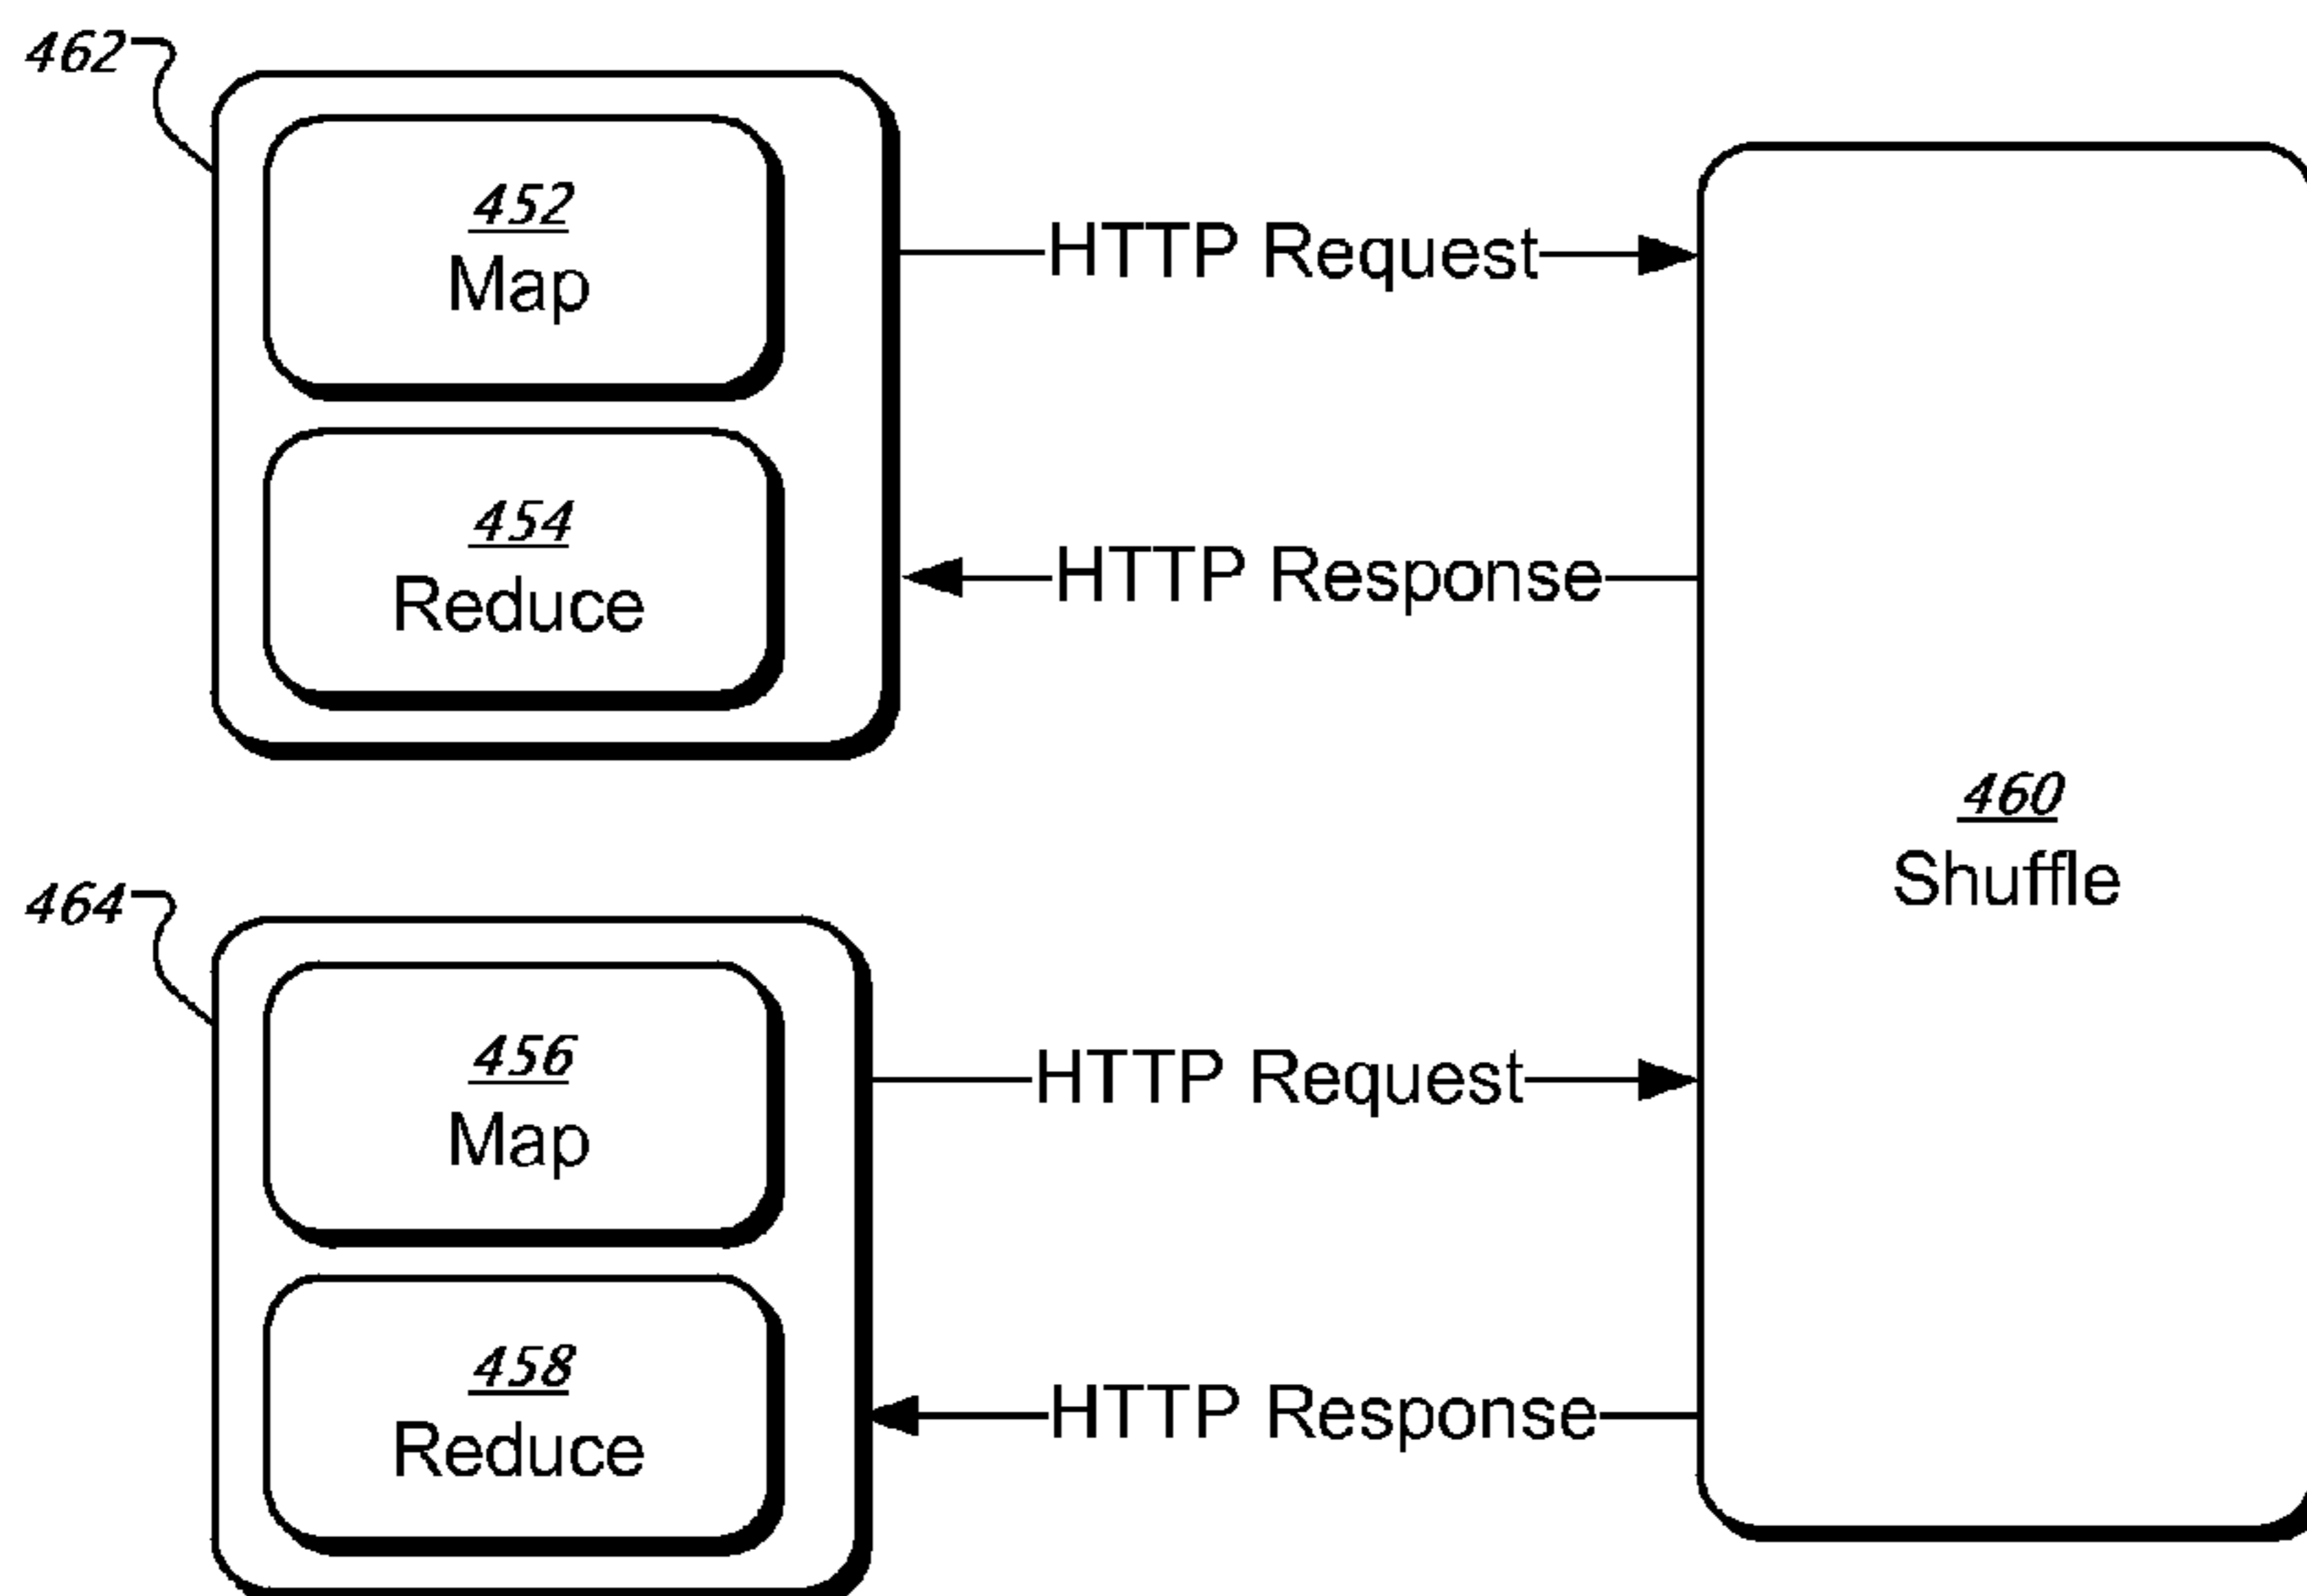 462
452
Map
HTTP Request
454
Reduce
HTTP Response
460
Shuffle
464
456
Map
HTTP Request
458
Reduce
HTTP Response